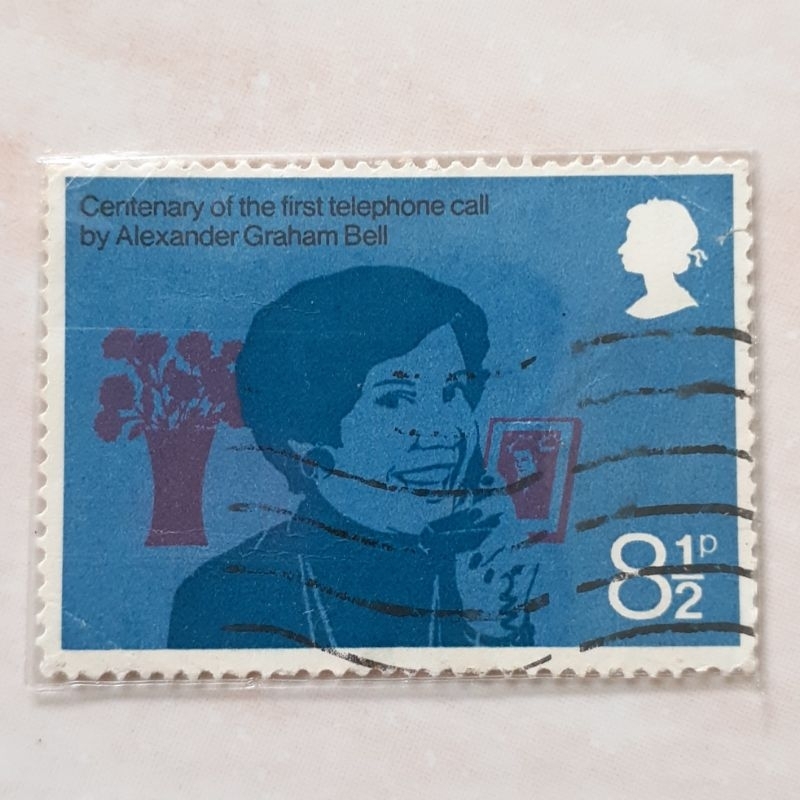 Centenary of the first telephone call
by Alexander Graham Bell
8½p